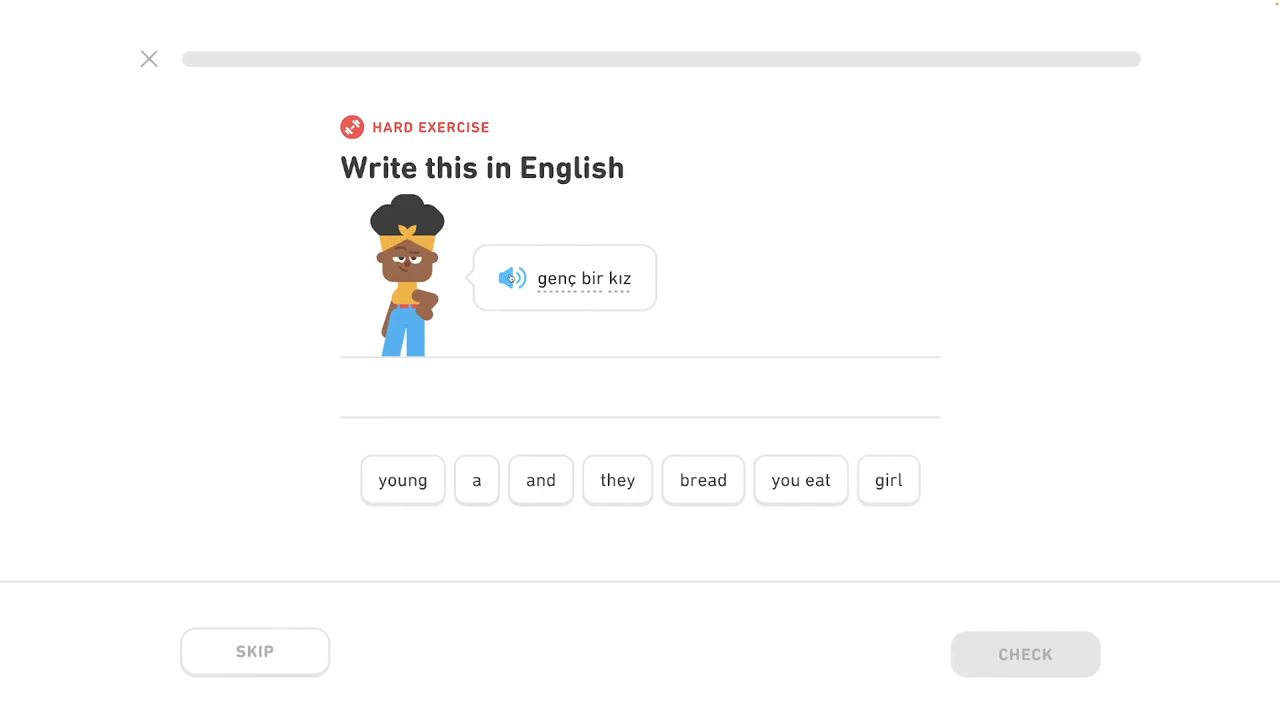 HARD EXERCISE
Write this in English
genç bir kız
young a and they bread you eat girl
SKIP CHECK